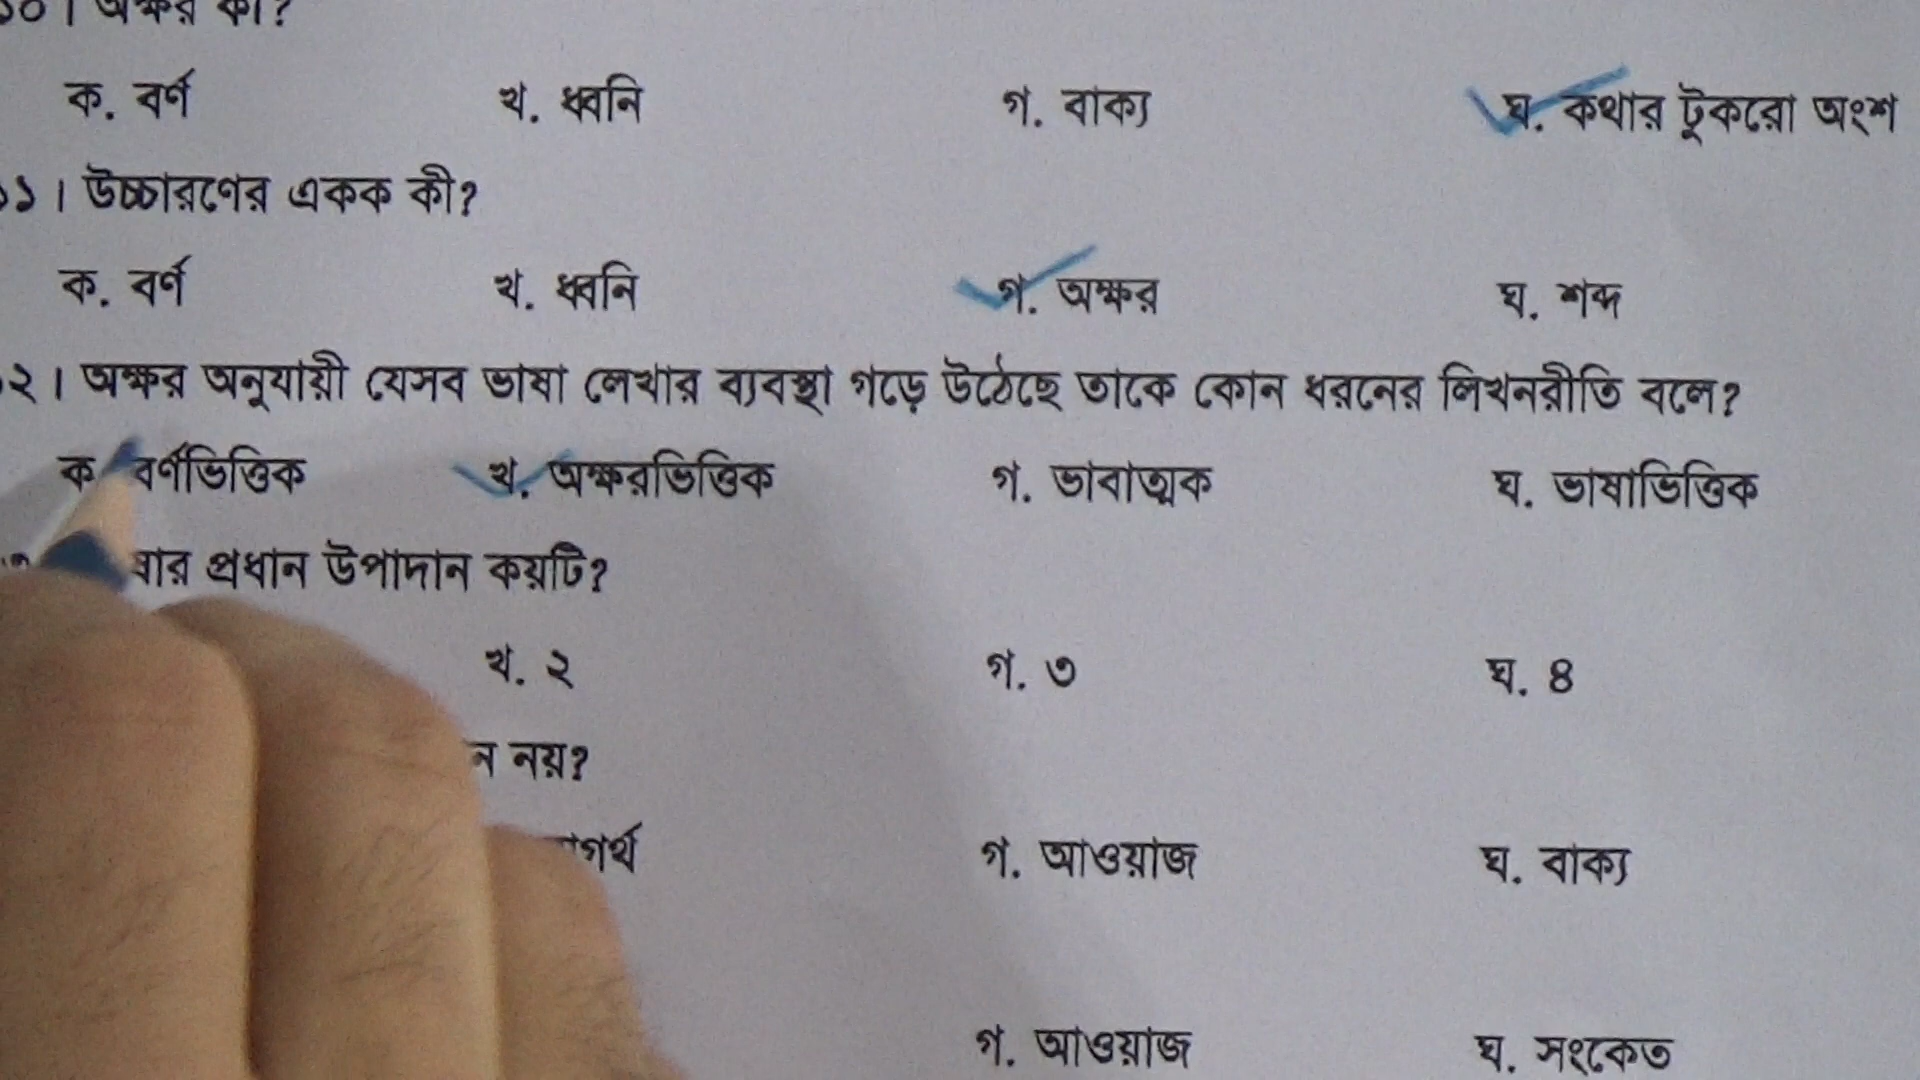 ১০। অক্ষর কী?
ক. বর্ণ খ. ধ্বনি গ. বাক্য ঘ. কথার টুকরো অংশ
১। উচ্চারণের একক কী?
ক. বর্ণ খ. ধ্বনি গ. অক্ষর ঘ. শব্দ
২। অক্ষর অনুযায়ী যেসব ভাষা লেখার ব্যবস্থা গড়ে উঠেছে তাকে কোন ধরনের লিখনরীতি বলে?
ক বর্ণভিত্তিক খ. অক্ষরভিত্তিক গ. ভাবাত্মক ঘ. ভাষাভিত্তিক
প্রধান উপাদান কয়টি?
খ. ২ গ. ৩ ঘ. ৪
নয়?
গ. আওয়াজ ঘ. বাক্য
গ. আওয়াজ ঘ. সংকেত